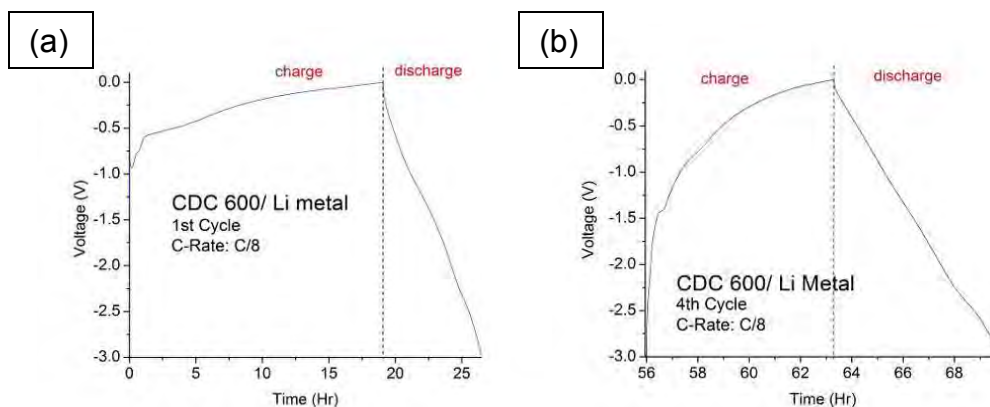 (a)
charge discharge
0.0
-0.5
-1.0
-1.5
-2.0
-2.5
-3.0
Voltage (V)
CDC 600/ Li metal
1st Cycle
C-Rate: C/8
0 5 10 15 20 25
Time (Hr)
(b)
charge discharge
0.0
-0.5
-1.0
-1.5
-2.0
-2.5
-3.0
Voltage (V)
CDC 600/ Li Metal
4th Cycle
C-Rate: C/8
56 58 60 62 64 66 68
Time (Hr)